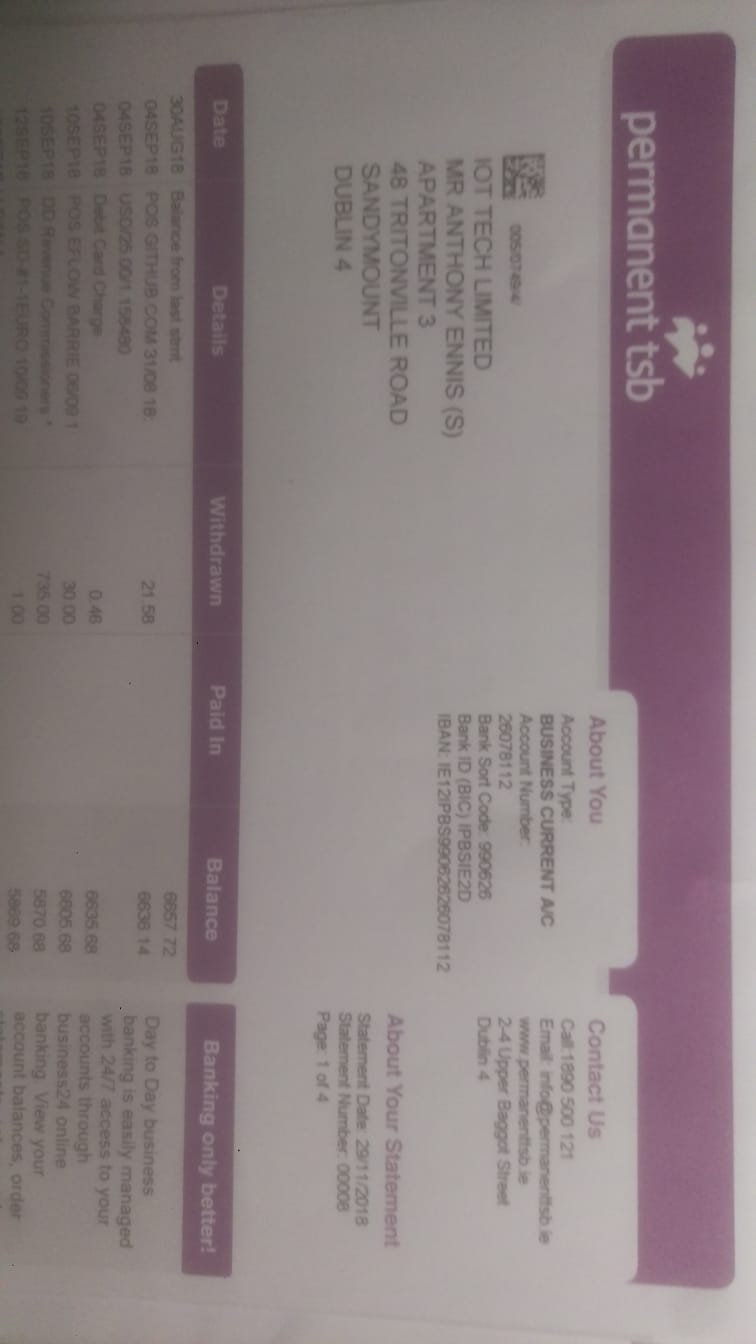 permanent tsb
About You
Account Type:
BUSINESS CURRENT A/C
Account Number:
26078112
Bank Sort Code: 990626
Bank ID (BIC) IPBSIE2D
IBAN: IE12IPBS99062626078112
Contact Us
Call:1890 500 121
Email: info@permanenttsb.ie
www.permanenttsb.ie
2-4 Upper Baggot Street
Dublin 4
IOT TECH LIMITED
MR ANTHONY ENNIS (S)
APARTMENT 3
48 TRITONVILLE ROAD
SANDYMOUNT
DUBLIN 4
About Your Statement
Statement Date: 29/11/2018
Statement Number: 00008
Page: 1 of 4
Date Details Withdrawn Paid In Balance
30AUG18 Balance from last stmt 6657 72
04SEP18 POS GITHUB COM 31/08 18: 21.58 6636 14
04SEP18 USD/25.00/1.158480
04SEP18 Debit Card Charge 0.46 6635.68
10SEP18 POS EFLOW BARRIE 06/09 1 30.00 6605.68
10SEP18 DD Revenue Commissioners * 735.00 5870.68
12SEP18 POS SD-#1-1EURO 10/09 19 1.00 5869.68
Banking only better!
Day to Day business
banking is easily managed
with 24/7 access to your
accounts through
business24 online
banking. View your
account balances, order